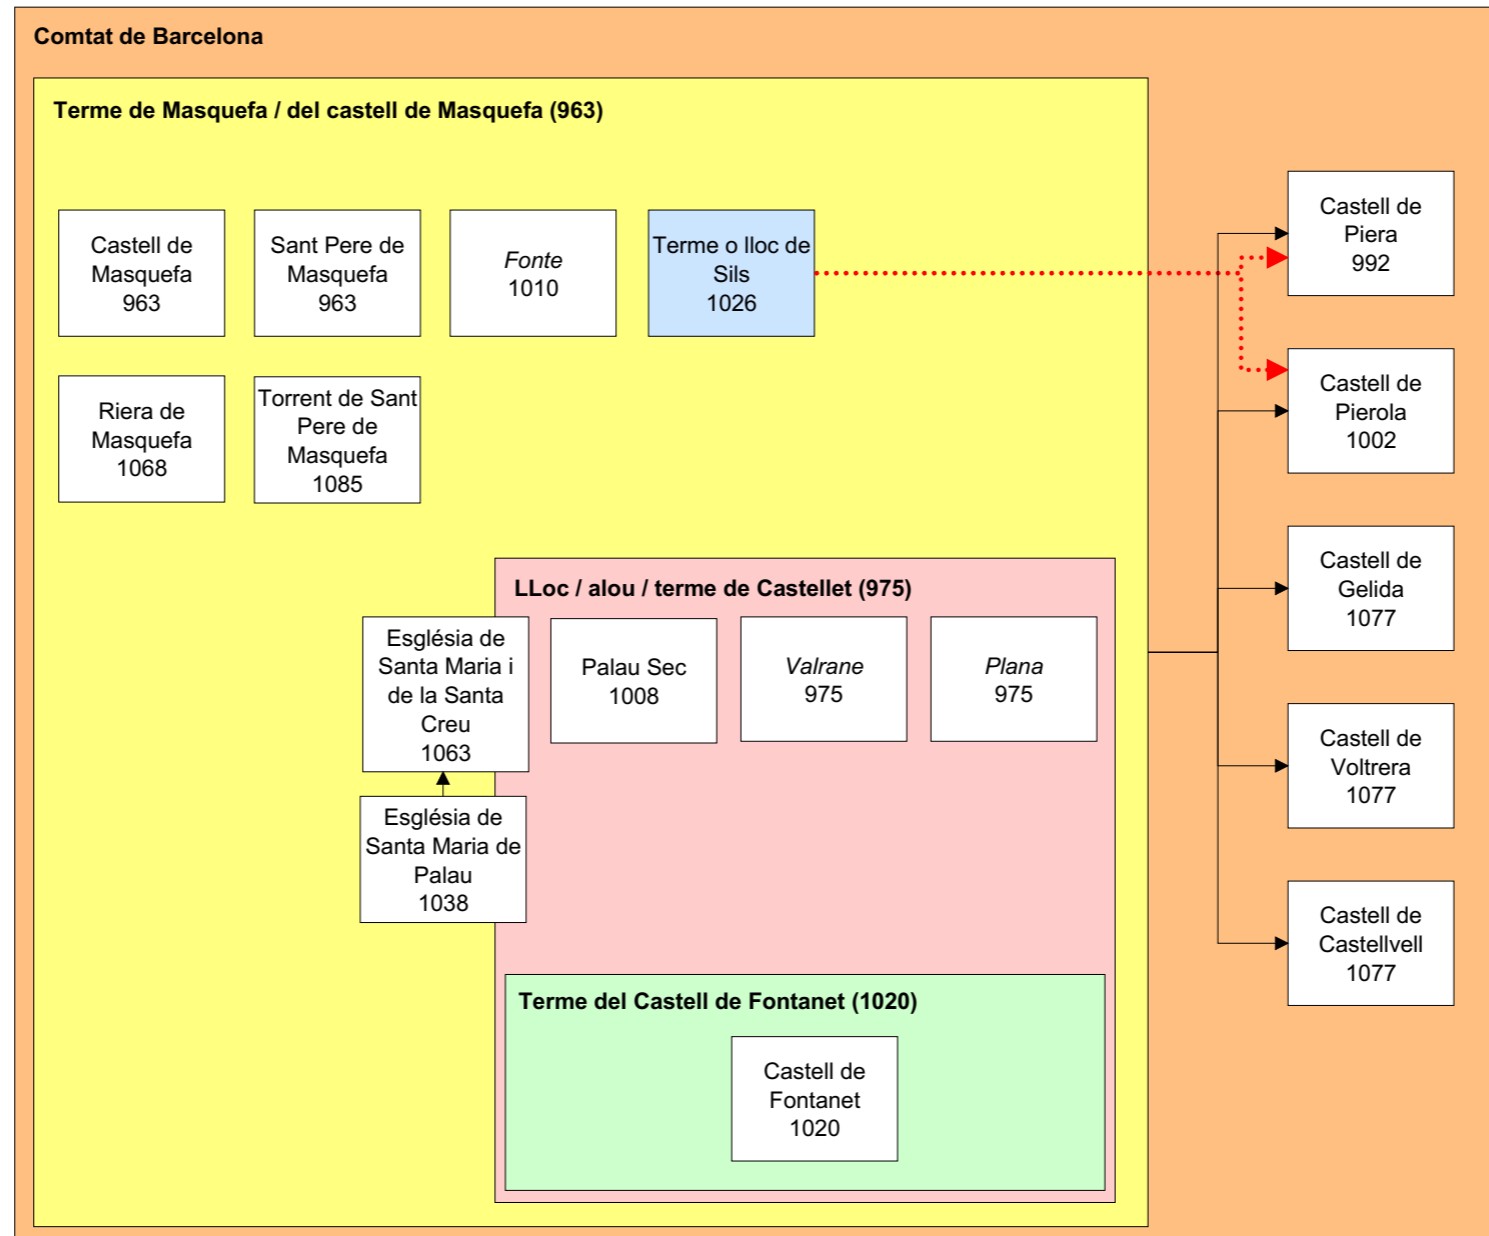 Comtat de Barcelona
Terme de Masquefa / del castell de Masquefa (963)
Castell de
Masquefa
963
Sant Pere de
Masquefa
963
Fonte
1010
Terme o lloc de
Sils
1026
Riera de
Masquefa
1068
Torrent de Sant
Pere de
Masquefa
1085
LLoc / alou / terme de Castellet (975)
Església de
Santa Maria i
de la Santa
Creu
1063
Palau Sec
1008
Valrane
975
Plana
975
Església de
Santa Maria de
Palau
1038
Terme del Castell de Fontanet (1020)
Castell de
Fontanet
1020
Castell de
Piera
992
Castell de
Pierola
1002
Castell de
Gelida
1077
Castell de
Voltrera
1077
Castell de
Castellvell
1077